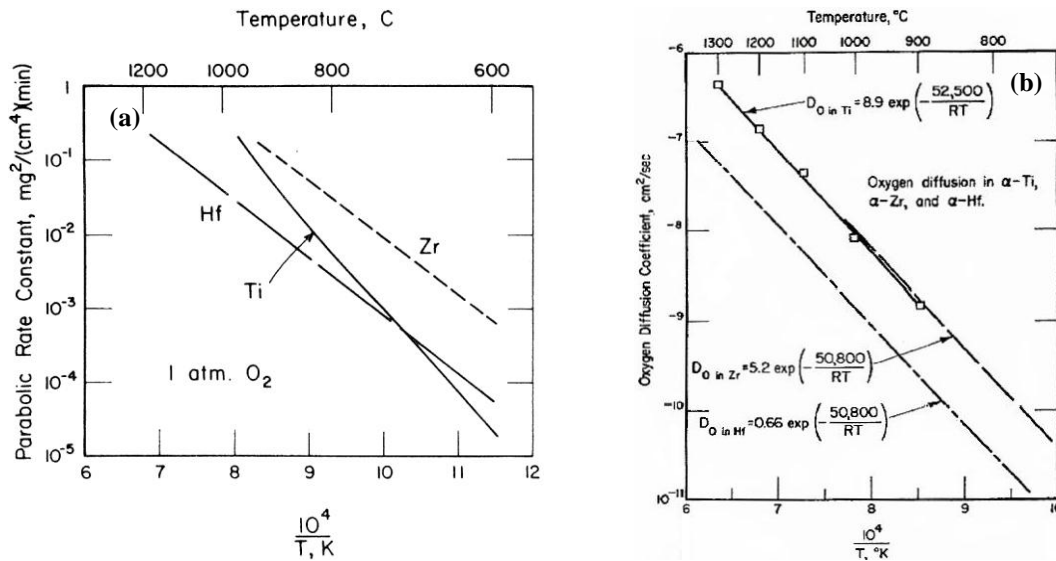 Temperature, C
1200 1000 800 600
Parabolic Rate Constant, mg²/(cm⁴)(min)
1
10⁻¹
10⁻²
10⁻³
10⁻⁴
10⁻⁵
(a)
Hf
Zr
Ti
1 atm. O₂
6 7 8 9 10 11 12
10⁴
T, K
Temperature, °C
1300 1200 1100 1000 900 800
Oxygen Diffusion Coefficient, cm²/sec
-6
-7
-8
-9
-10
10-11
(b)
D_O in Ti = 8.9 exp (- 52,500 / RT)
Oxygen diffusion in α-Ti,
α-Zr, and α-Hf.
D_O in Zr = 5.2 exp (- 50,800 / RT)
D_O in Hf = 0.66 exp (- 50,800 / RT)
6 7 8 9 10
10⁴
T, °K